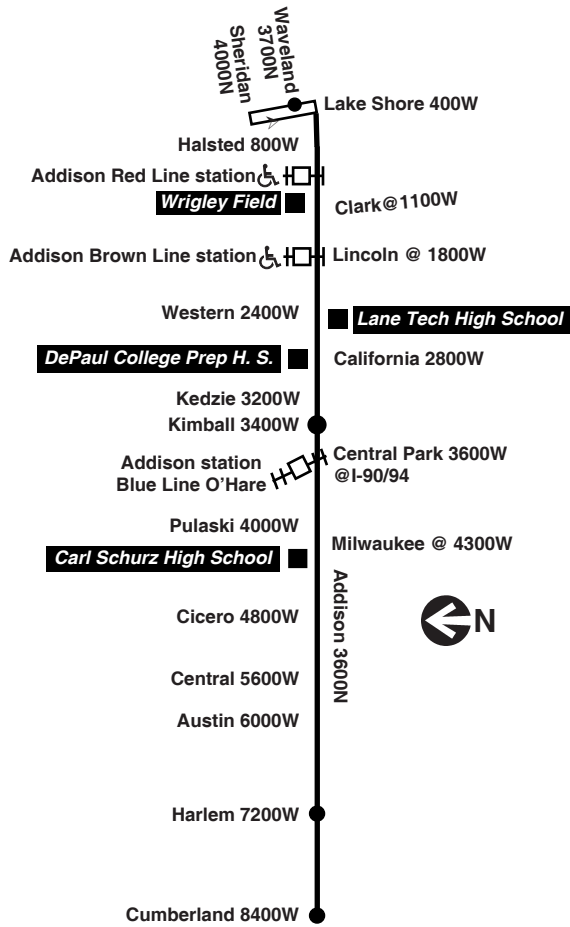 Sheridan
4000N
Waveland
3700N
Lake Shore 400W
Halsted 800W
Addison Red Line station
Wrigley Field
Clark@1100W
Addison Brown Line station
Lincoln @ 1800W
Western 2400W
Lane Tech High School
DePaul College Prep H. S.
California 2800W
Kedzie 3200W
Kimball 3400W
Addison station
Blue Line O'Hare
Central Park 3600W
@I-90/94
Pulaski 4000W
Milwaukee @ 4300W
Carl Schurz High School
Addison 3600N
Cicero 4800W
N
Central 5600W
Austin 6000W
Harlem 7200W
Cumberland 8400W